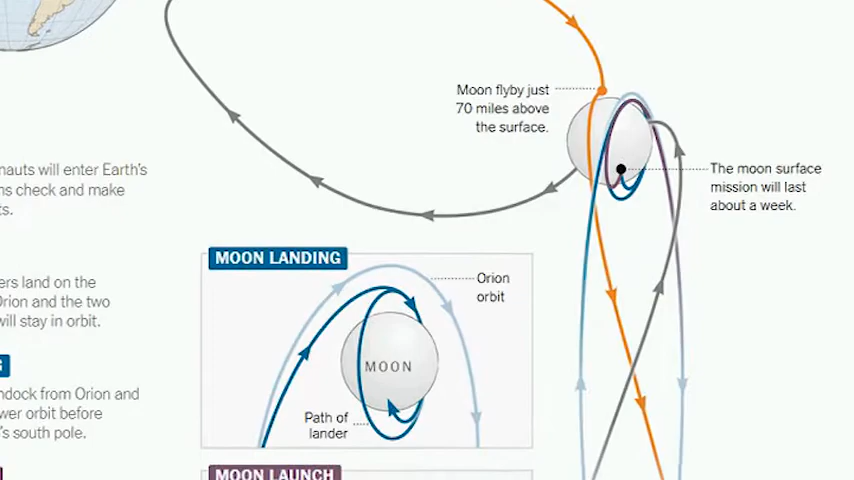 Moon flyby just
70 miles above
the surface.
The moon surface
mission will last
about a week.
nauts will enter Earth's
ns check and make
ts.
ers land on the
Orion and the two
will stay in orbit.
G
ndock from Orion and
wer orbit before
's south pole.
MOON LANDING
Orion
orbit
MOON
Path of
lander
MOON LAUNCH